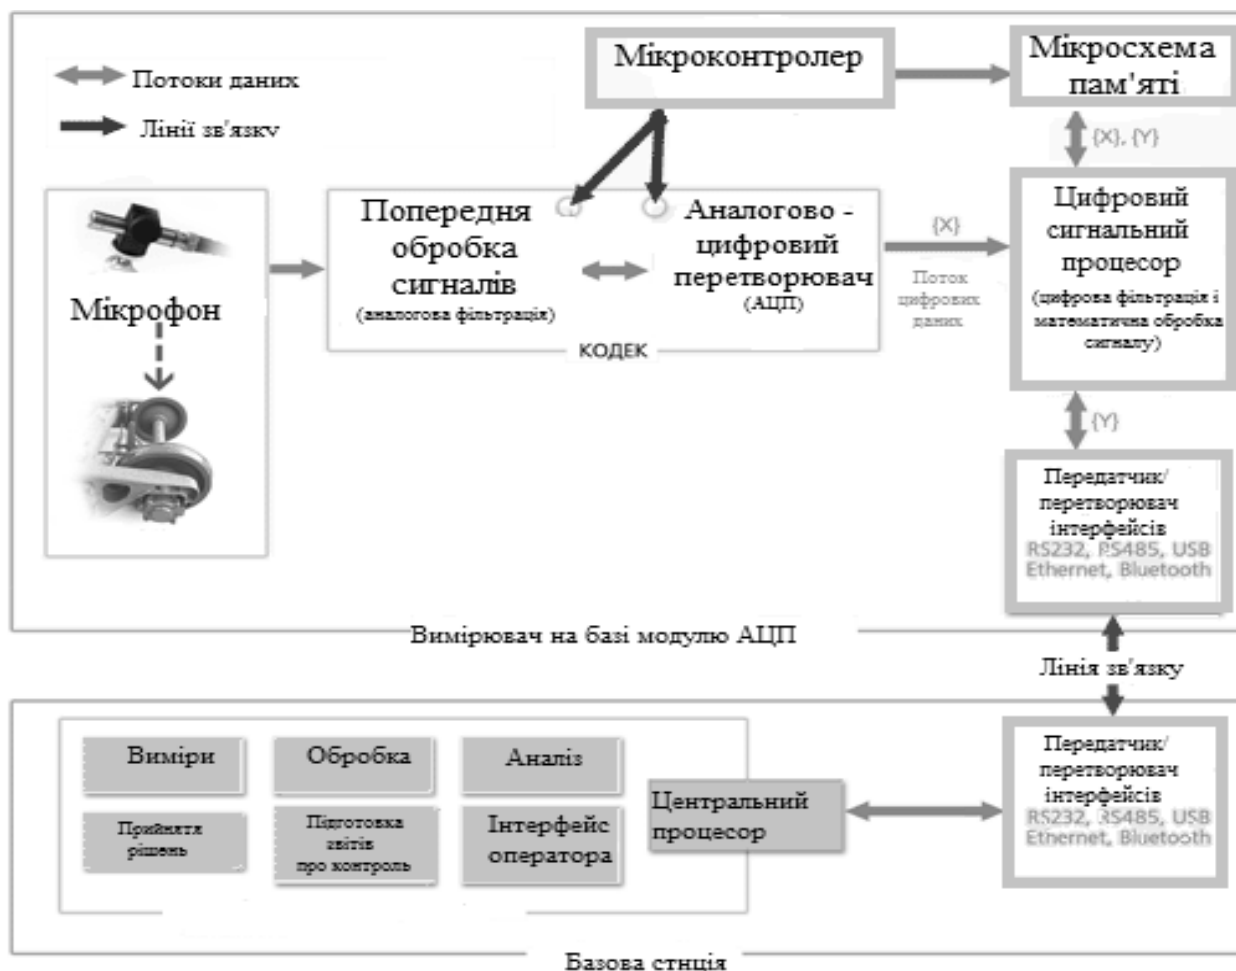 Потоки даних
Лінії зв'язку
Мікроконтролер
Мікросхема
пам'яті
{X}, {Y}
Мікрофон
Попередня
обробка
сигналів
(аналогова фільтрація)
Аналогово -
цифровий
перетворювач
(АЦП)
КОДЕК
{X}
Поток
цифрових
даних
Цифровий
сигнальний
процесор
(цифрова фільтрація і
математична обробка
сигналу)
{Y}
Передатчик/
перетворювач
інтерфейсів
RS232, RS485, USB
Ethernet, Bluetooth
Вимірювач на базі модулю АЦП
Лінія зв'язку
Виміри
Обробка
Аналіз
Прийнятя
рішень
Підготовка
звітів
про контроль
Інтерфейс
оператора
Центральний
процесор
Передатчик/
перетворювач
інтерфейсів
RS232, RS485, USB
Ethernet, Bluetooth
Базова стнція